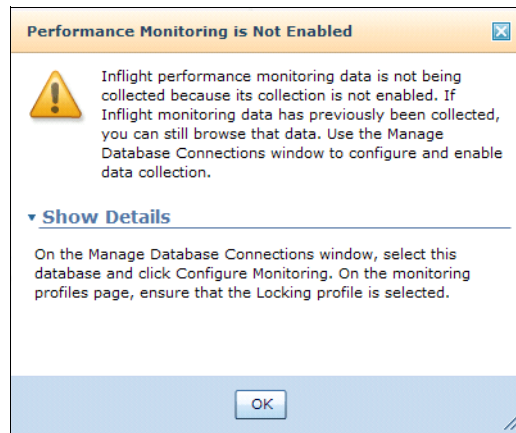 Performance Monitoring is Not Enabled
Inflight performance monitoring data is not being
collected because its collection is not enabled. If
Inflight monitoring data has previously been collected,
you can still browse that data. Use the Manage
Database Connections window to configure and enable
data collection.
Show Details
On the Manage Database Connections window, select this
database and click Configure Monitoring. On the monitoring
profiles page, ensure that the Locking profile is selected.
OK